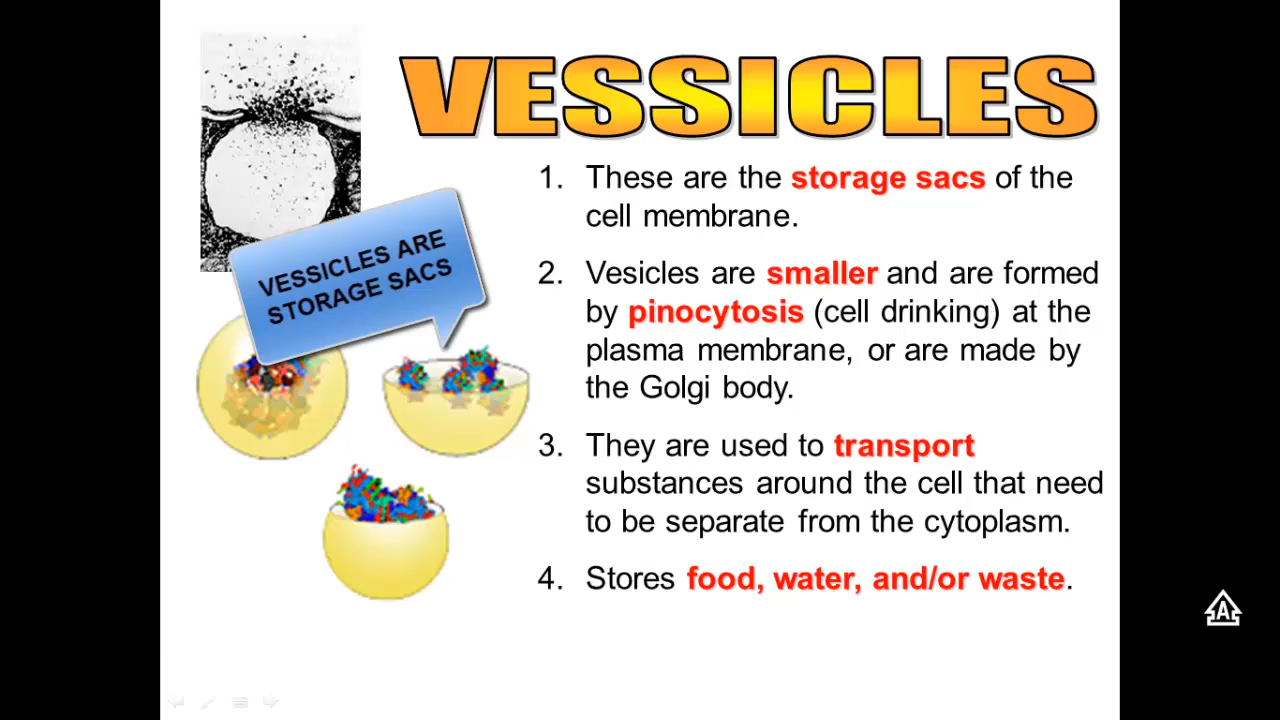 VESSICLES
1. These are the storage sacs of the
cell membrane.
VESSICLES ARE
STORAGE SACS
2. Vesicles are smaller and are formed
by pinocytosis (cell drinking) at the
plasma membrane, or are made by
the Golgi body.
3. They are used to transport
substances around the cell that need
to be separate from the cytoplasm.
4. Stores food, water, and/or waste.
A